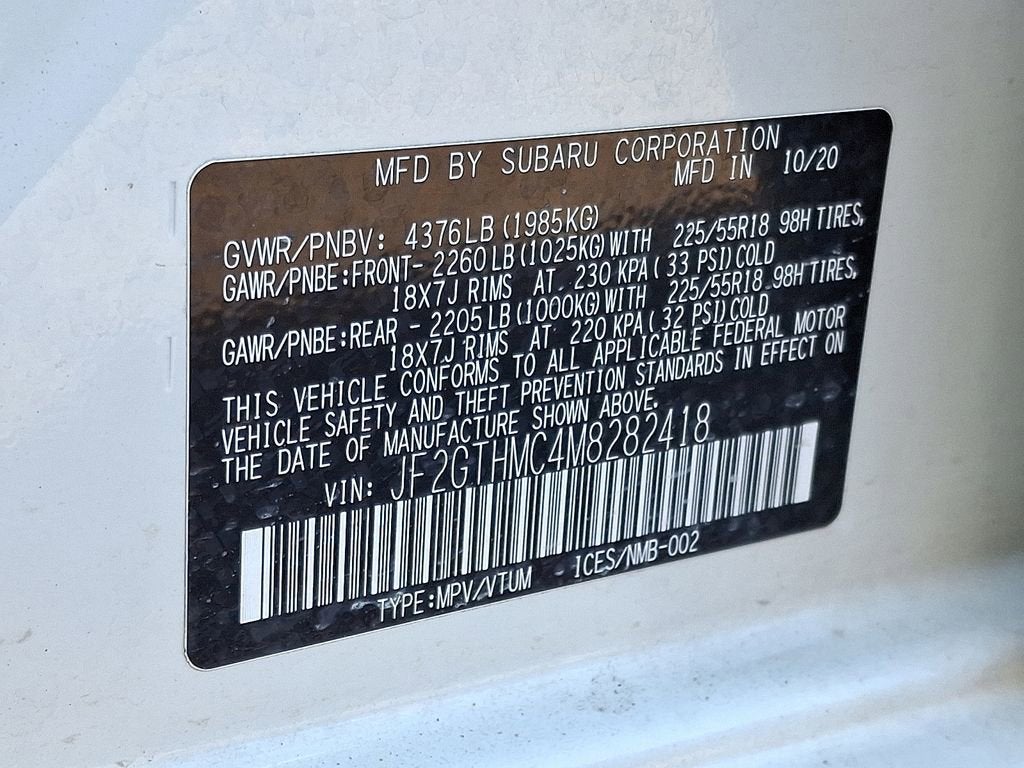 MFD BY SUBARU CORPORATION
MFD IN 10/20
GVWR/PNBV: 4376LB (1985KG)
GAWR/PNBE:FRONT- 2260 LB (1025KG) WITH 225/55R18 98H TIRES,
18X7J RIMS AT 230 KPA ( 33 PSI) COLD
GAWR/PNBE:REAR - 2205 LB (1000KG) WITH 225/55R18 98H TIRES,
18X7J RIMS AT 220 KPA ( 32 PSI) COLD
THIS VEHICLE CONFORMS TO ALL APPLICABLE FEDERAL MOTOR
VEHICLE SAFETY AND THEFT PREVENTION STANDARDS IN EFFECT ON
THE DATE OF MANUFACTURE SHOWN ABOVE.
VIN: JF2GTHMC4M8282418
TYPE:MPV/VTUM ICES/NMB-002